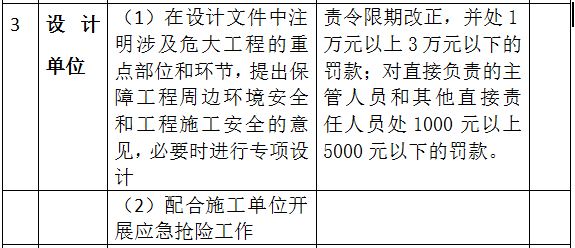 3
设计
单位
（1）在设计文件中注
明涉及危大工程的重
点部位和环节，提出保
障工程周边环境安全
和工程施工安全的意
见，必要时进行专项设
计
责令限期改正，并处 1
万元以上 3 万元以下的
罚款；对直接负责的主
管人员和其他直接责
任人员处 1000 元以上
5000 元以下的罚款。
（2）配合施工单位开
展应急抢险工作